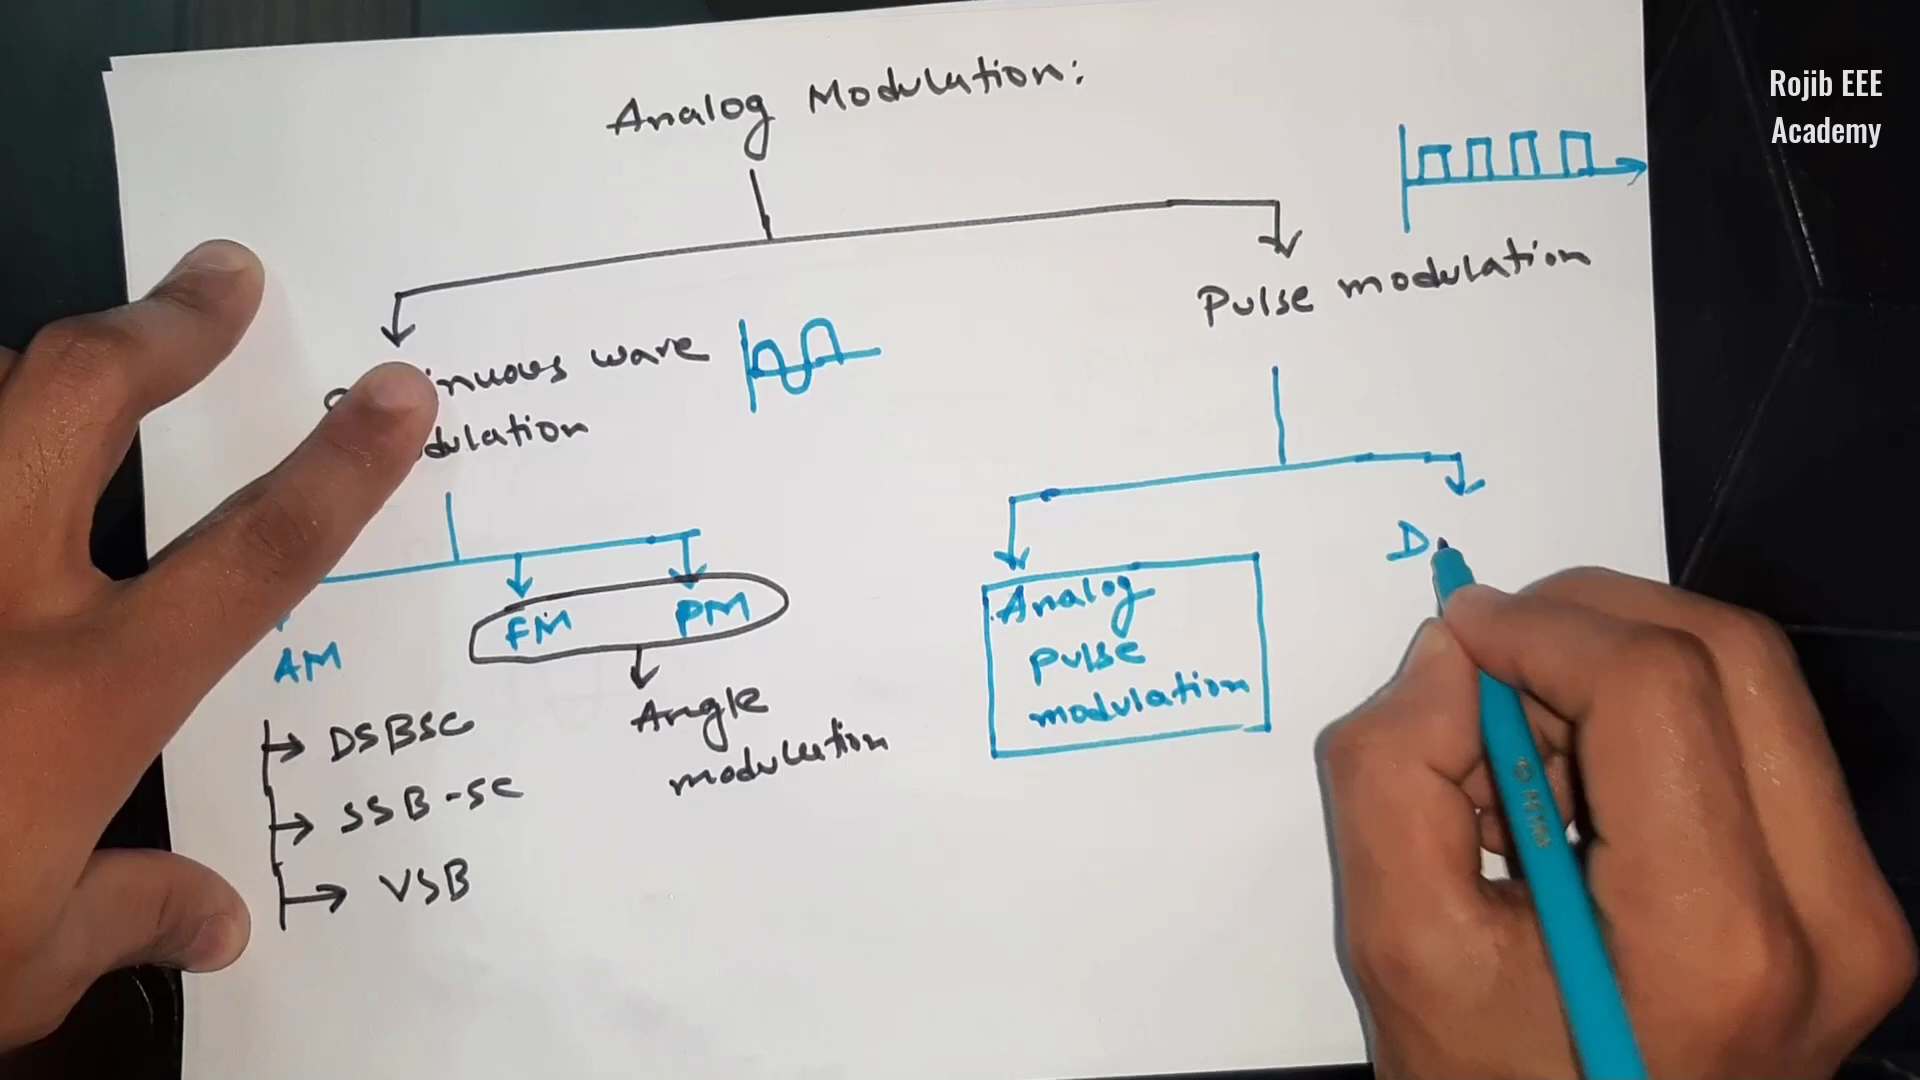 Analog Modulation:
Rojib EEE
Academy
Pulse modulation
inuous wave
dulation
D
FM
PM
AM
Analog
pulse
modulation
Angle
modulation
DSBSC
SSB-SC
VSB